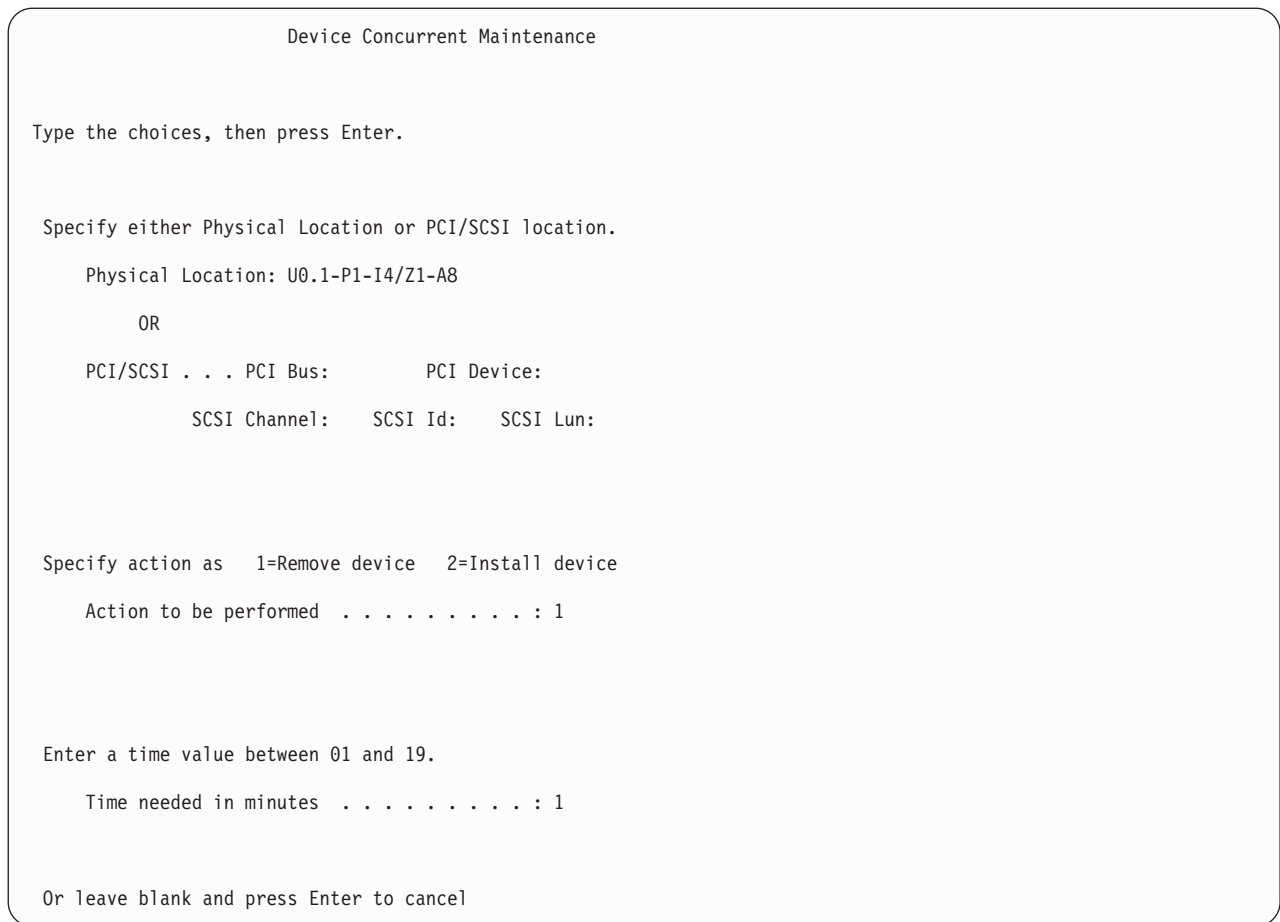 Device Concurrent Maintenance
Type the choices, then press Enter.
Specify either Physical Location or PCI/SCSI location.
Physical Location: U0.1-P1-I4/Z1-A8
OR
PCI/SCSI . . . PCI Bus: PCI Device:
SCSI Channel: SCSI Id: SCSI Lun:
Specify action as 1=Remove device 2=Install device
Action to be performed . . . . . . . . . : 1
Enter a time value between 01 and 19.
Time needed in minutes . . . . . . . . . : 1
Or leave blank and press Enter to cancel